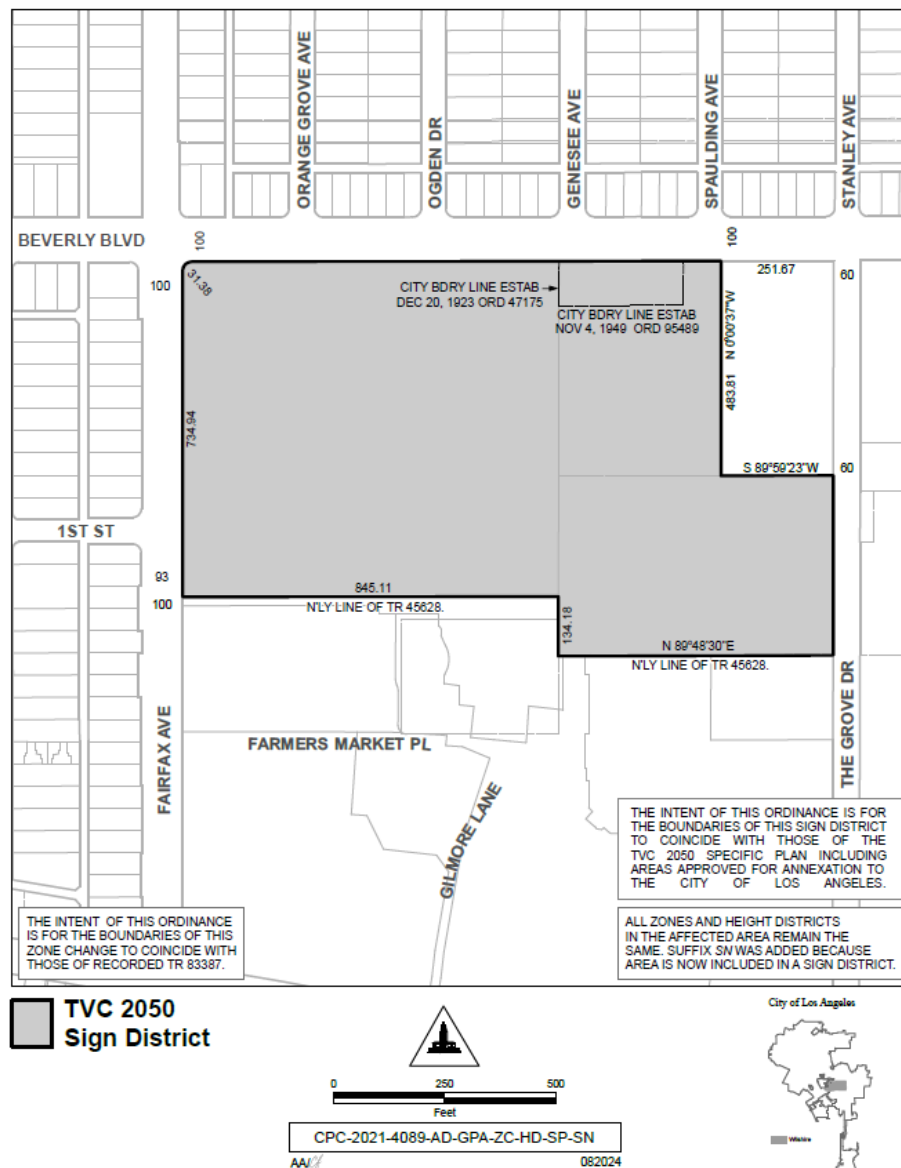 ORANGE GROVE AVE
OGDEN DR
GENESEE AVE
SPAULDING AVE
STANLEY AVE
BEVERLY BLVD
100
100
100
31.38
CITY BDRY LINE ESTAB
DEC 20, 1923 ORD 47175
CITY BDRY LINE ESTAB
NOV 4, 1949 ORD 95489
251.67
60
N 0°00'37"W
483.81
734.94
S 89°59'23"W
60
1ST ST
93
100
845.11
N'LY LINE OF TR 45628.
134.18
N 89°48'30"E
N'LY LINE OF TR 45628.
FAIRFAX AVE
FARMERS MARKET PL
GILMORE LANE
THE GROVE DR
THE INTENT OF THIS ORDINANCE IS FOR
THE BOUNDARIES OF THIS SIGN DISTRICT
TO COINCIDE WITH THOSE OF THE
TVC 2050 SPECIFIC PLAN INCLUDING
AREAS APPROVED FOR ANNEXATION TO
THE CITY OF LOS ANGELES.
THE INTENT OF THIS ORDINANCE
IS FOR THE BOUNDARIES OF THIS
ZONE CHANGE TO COINCIDE WITH
THOSE OF RECORDED TR 83387.
ALL ZONES AND HEIGHT DISTRICTS
IN THE AFFECTED AREA REMAIN THE
SAME. SUFFIX SN WAS ADDED BECAUSE
AREA IS NOW INCLUDED IN A SIGN DISTRICT.
TVC 2050
Sign District
City of Los Angeles
0 250 500
Feet
Wilshire
CPC-2021-4089-AD-GPA-ZC-HD-SP-SN
AA/
082024